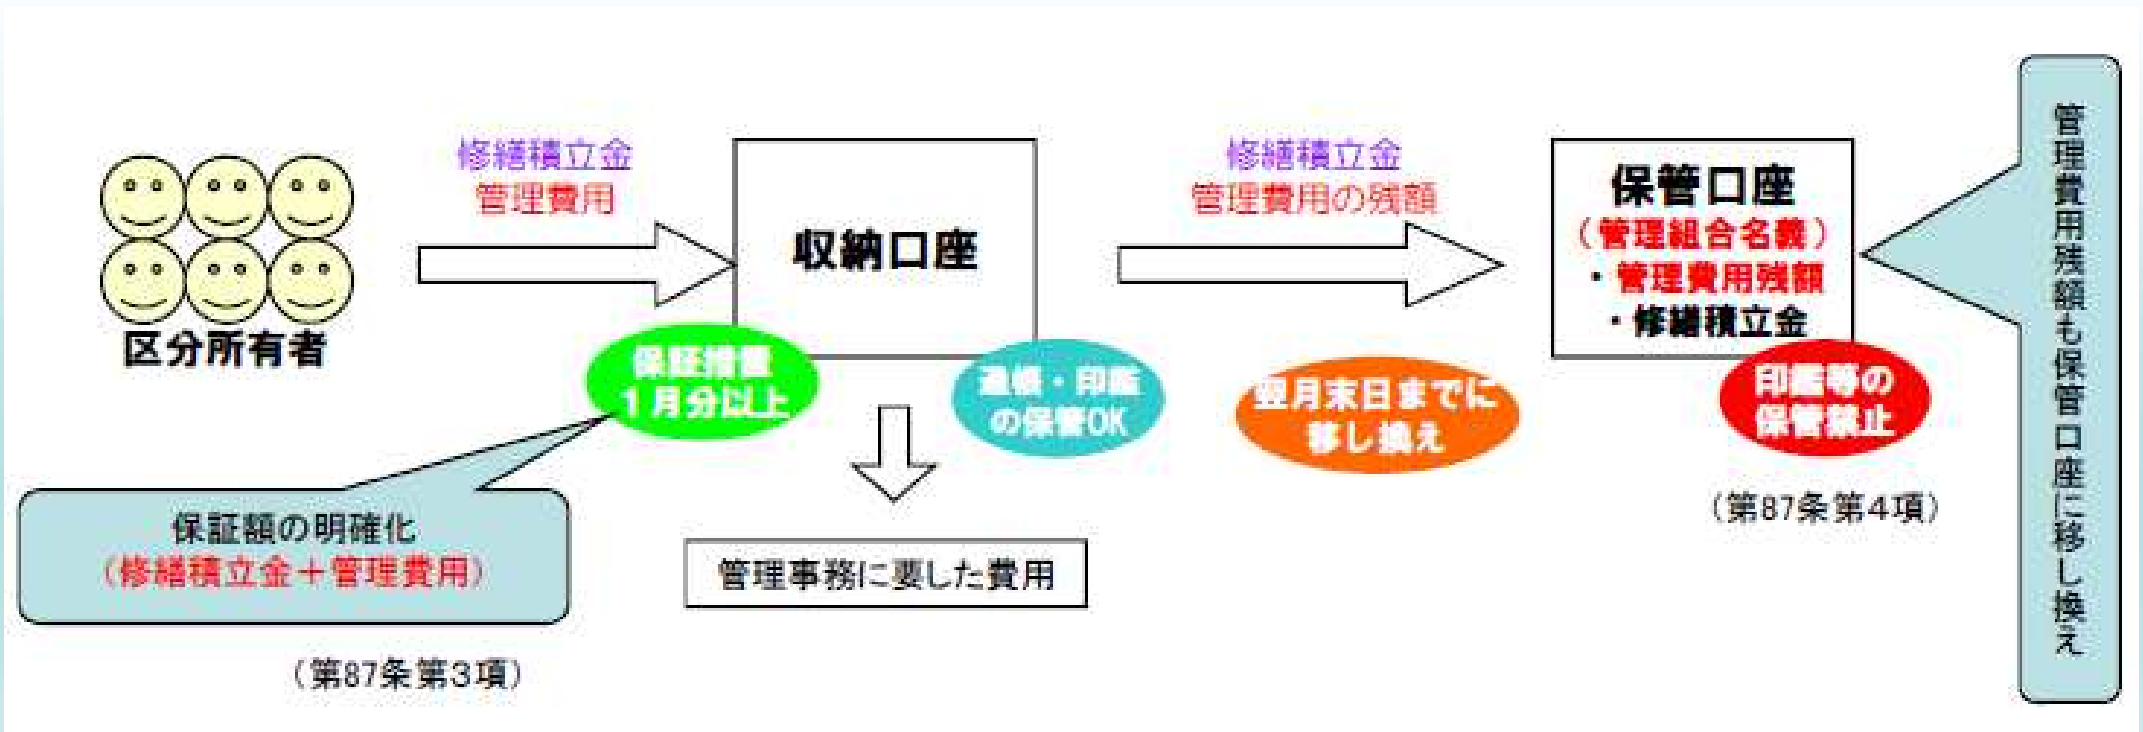 修繕積立金
管理費用
区分所有者
収納口座
保証措置
１月分以上
通帳・印鑑
の保管OK
修繕積立金
管理費用の残額
翌月末日までに
移し換え
保管口座
（管理組合名義）
・管理費用残額
・修繕積立金
印鑑等の
保管禁止
（第87条第４項）
管理費用残額も保管口座に移し換え
管理事務に要した費用
保証額の明確化
（修繕積立金＋管理費用）
（第87条第３項）